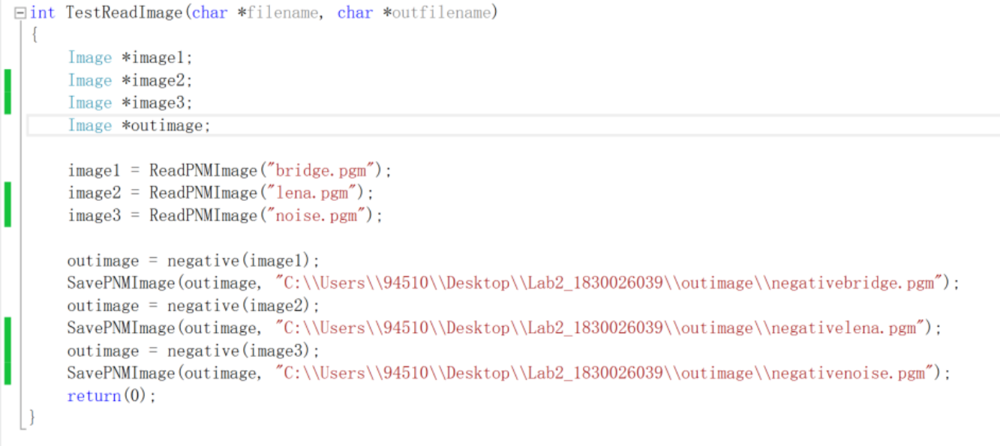 int TestReadImage(char *filename, char *outfilename)
{
Image *image1;
Image *image2;
Image *image3;
Image *outimage;
image1 = ReadPNMImage("bridge.pgm");
image2 = ReadPNMImage("lena.pgm");
image3 = ReadPNMImage("noise.pgm");
outimage = negative(image1);
SavePNMImage(outimage, "C:\\Users\\94510\\Desktop\\Lab2_1830026039\\outimage\\negativebridge.pgm");
outimage = negative(image2);
SavePNMImage(outimage, "C:\\Users\\94510\\Desktop\\Lab2_1830026039\\outimage\\negativelena.pgm");
outimage = negative(image3);
SavePNMImage(outimage, "C:\\Users\\94510\\Desktop\\Lab2_1830026039\\outimage\\negativenoise.pgm");
return(0);
}